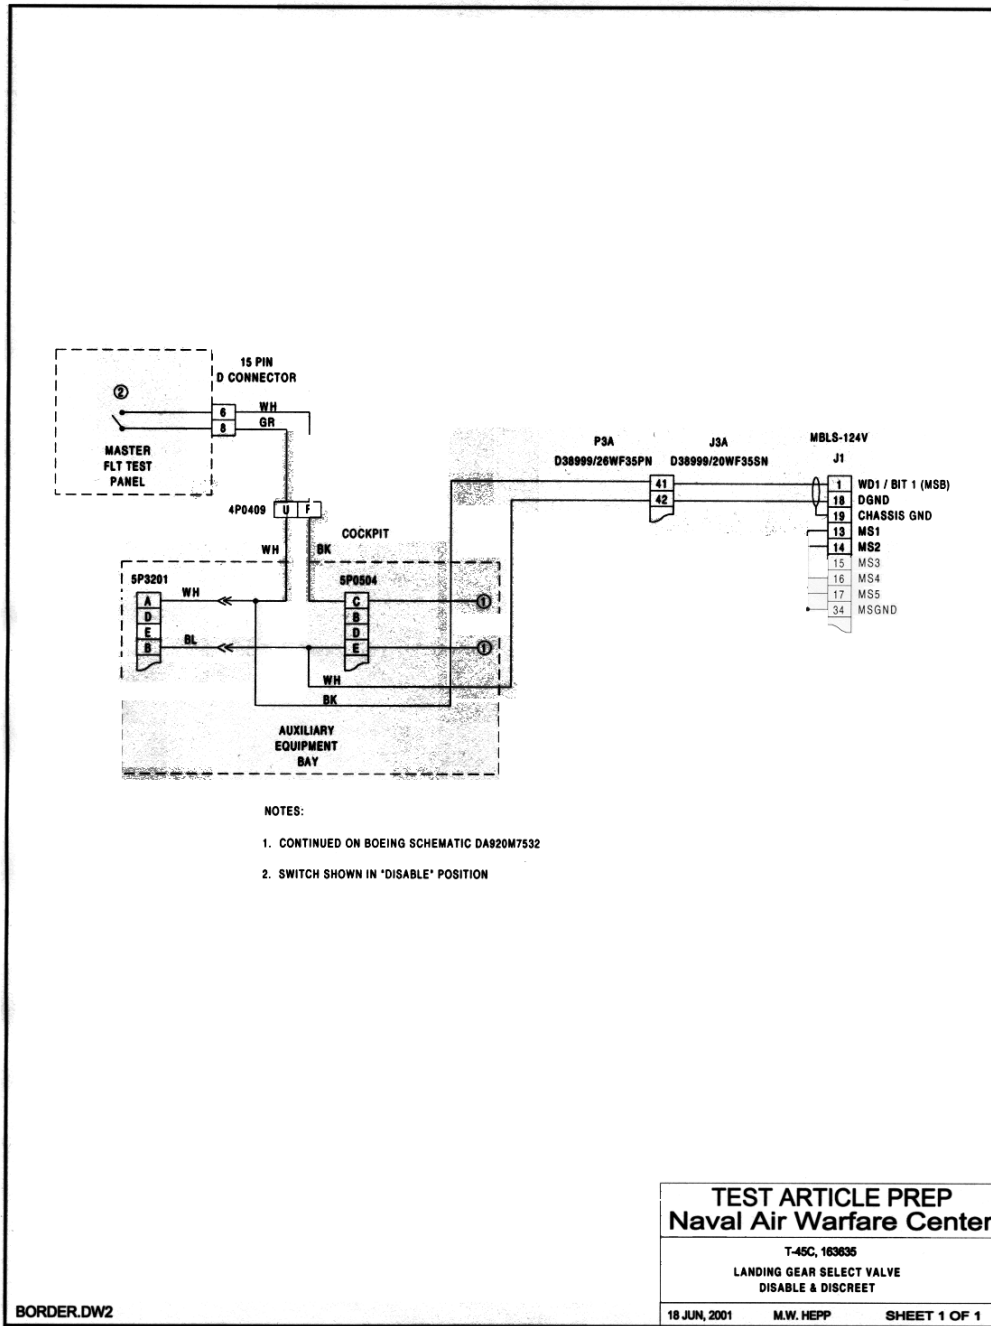 15 PIN
D CONNECTOR
2
6 WH
8 GR
MASTER
FLT TEST
PANEL
4P0409 U F
COCKPIT
WH
BK
P3A
D38999/26WF35PN
J3A
D38999/20WF35SN
MBLS-124V
J1
41
42
1 WD1 / BIT 1 (MSB)
18 DGND
19 CHASSIS GND
13 MS1
14 MS2
15 MS3
16 MS4
17 MS5
34 MSGND
5P3201
A WH
D
E
B BL
5P0504
C 1
B
D
E 1
WH
BK
AUXILIARY
EQUIPMENT
BAY
NOTES:
1. CONTINUED ON BOEING SCHEMATIC DA920M7532
2. SWITCH SHOWN IN "DISABLE" POSITION
TEST ARTICLE PREP
Naval Air Warfare Center
T-45C, 163635
LANDING GEAR SELECT VALVE
DISABLE & DISCREET
18 JUN, 2001 M.W. HEPP SHEET 1 OF 1
BORDER.DW2